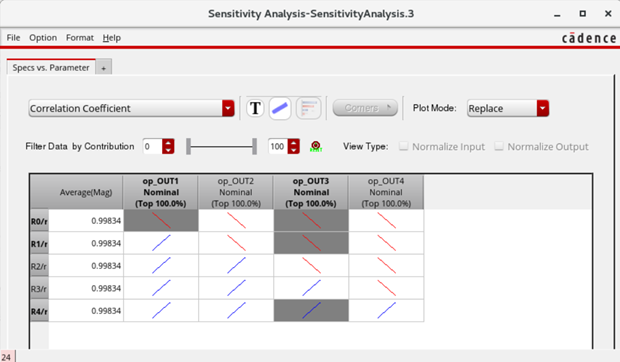 Sensitivity Analysis-SensitivityAnalysis.3
File Option Format Help
cādence
Specs vs. Parameter +
Correlation Coefficient T Corners Plot Mode: Replace
Filter Data by Contribution 0 100 View Type: Normalize Input Normalize Output
Average(Mag) op_OUT1 op_OUT2 op_OUT3 op_OUT4
Nominal Nominal Nominal Nominal
(Top 100.0%) (Top 100.0%) (Top 100.0%) (Top 100.0%)
R0/r 0.99834
R1/r 0.99834
R2/r 0.99834
R3/r 0.99834
R4/r 0.99834
24